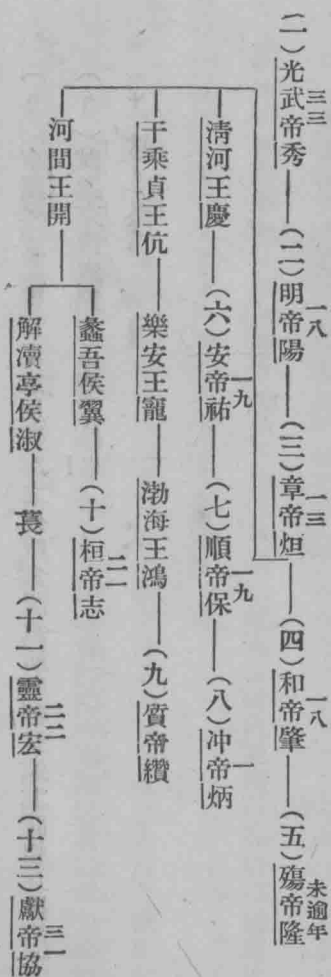 三三 一八 一三 一八 未逾年
(一)光武帝秀 (二)明帝陽 (三)章帝炟 (四)和帝肇 (五)殤帝隆
一九 一九 一
清河王慶 (六)安帝祐 (七)順帝保 (八)冲帝炳
干乘貞王伉 樂安王寵 渤海王鴻 (九)質帝纘
河間王開
二一
蠡吾侯翼 (十)桓帝志
二二 三一
解瀆亭侯淑 萇 (十一)靈帝宏 (十三)獻帝協